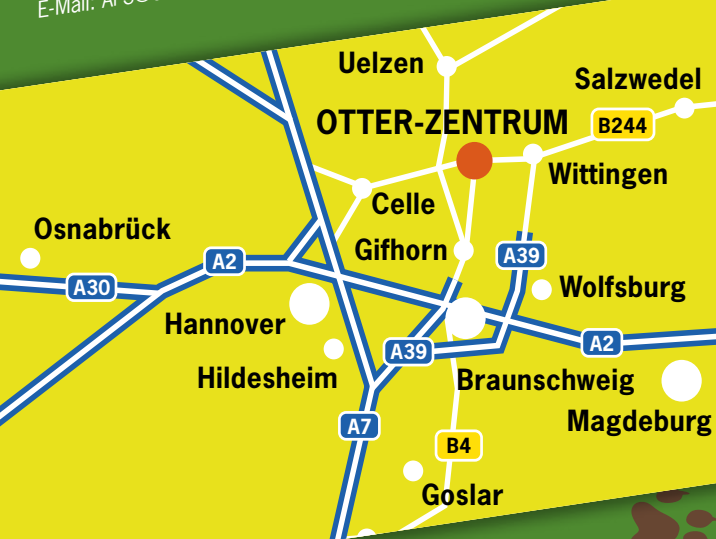 E-Mail:
Uelzen
Salzwedel
OTTER-ZENTRUM
B244
Wittingen
Celle
Osnabrück
Gifhorn
A39
A2
A30
Wolfsburg
Hannover
A2
A39
Hildesheim
Braunschweig
Magdeburg
A7
B4
Goslar